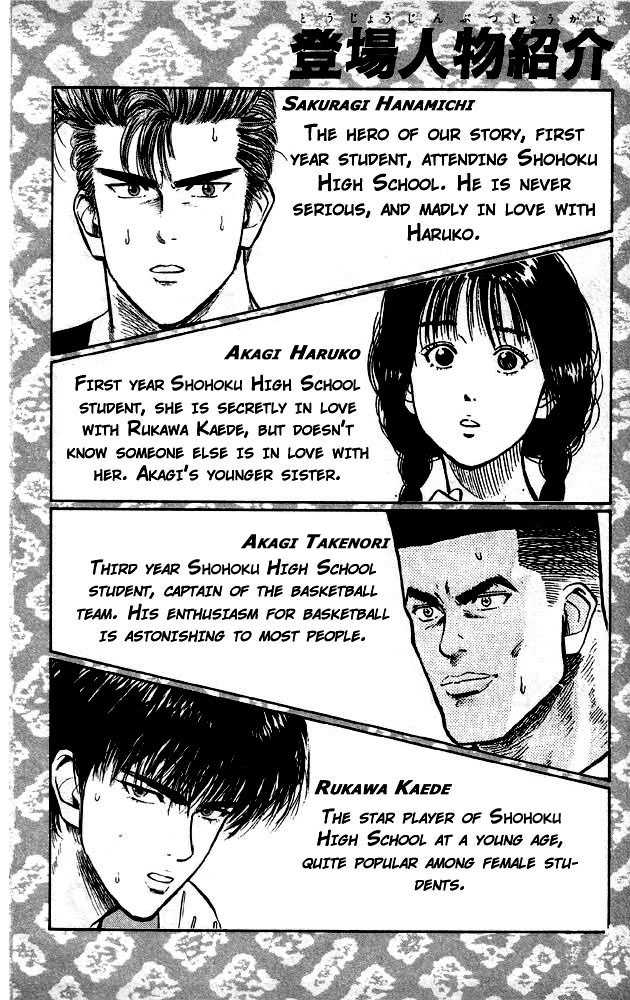 とうじょうじんぶつしょうかい
登場人物紹介
SAKURAGI HANAMICHI
THE HERO OF OUR STORY, FIRST
YEAR STUDENT, ATTENDING SHOHOKU
HIGH SCHOOL. HE IS NEVER
SERIOUS, AND MADLY IN LOVE WITH
HARUKO.
AKAGI HARUKO
FIRST YEAR SHOHOKU HIGH SCHOOL
STUDENT, SHE IS SECRETLY IN LOVE
WITH RUKAWA KAEDE, BUT DOESN'T
KNOW SOMEONE ELSE IS IN LOVE WITH
HER. AKAGI'S YOUNGER SISTER.
AKAGI TAKENORI
THIRD YEAR SHOHOKU HIGH SCHOOL
STUDENT, CAPTAIN OF THE BASKETBALL
TEAM. HIS ENTHUSIASM FOR BASKETBALL
IS ASTONISHING TO MOST PEOPLE.
RUKAWA KAEDE
THE STAR PLAYER OF SHOHOKU
HIGH SCHOOL AT A YOUNG AGE,
QUITE POPULAR AMONG FEMALE STU-
DENTS.